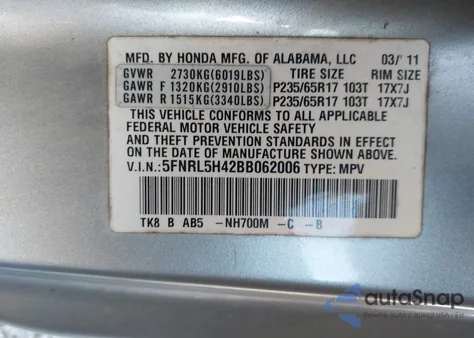 MFD. BY HONDA MFG. OF ALABAMA, LLC 03/'11
GVWR 2730KG(6019LBS) TIRE SIZE RIM SIZE
GAWR F 1320KG(2910LBS) P235/65R17 103T 17X7J
GAWR R 1515KG(3340LBS) P235/65R17 103T 17X7J
THIS VEHICLE CONFORMS TO ALL APPLICABLE
FEDERAL MOTOR VEHICLE SAFETY
AND THEFT PREVENTION STANDARDS IN EFFECT
ON THE DATE OF MANUFACTURE SHOWN ABOVE.
V.I.N.: 5FNRL5H42BB062006 TYPE: MPV
TK8 B AB5 -NH700M -C -B
autoSnap